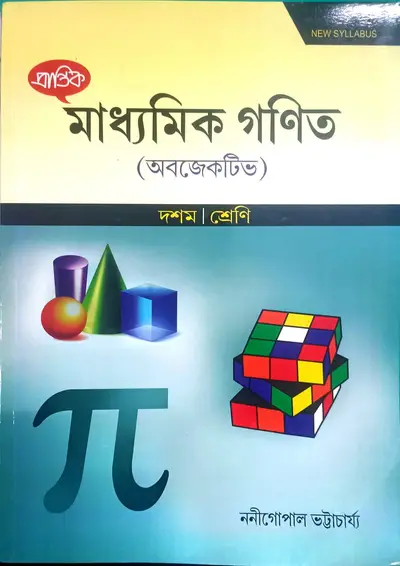 NEW SYLLABUS
প্রান্তিক
মাধ্যমিক গণিত
(অবজেকটিভ)
দশম | শ্রেণি
π
ননীগোপাল ভট্টাচার্য্য